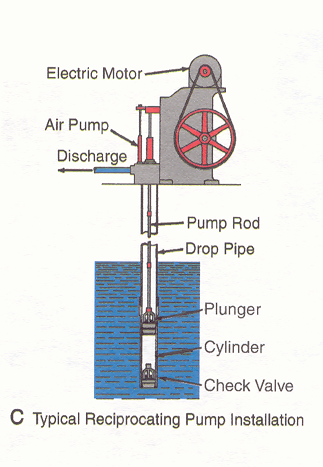 Electric Motor
Air Pump
Discharge
Pump Rod
Drop Pipe
Plunger
Cylinder
Check Valve
C Typical Reciprocating Pump Installation